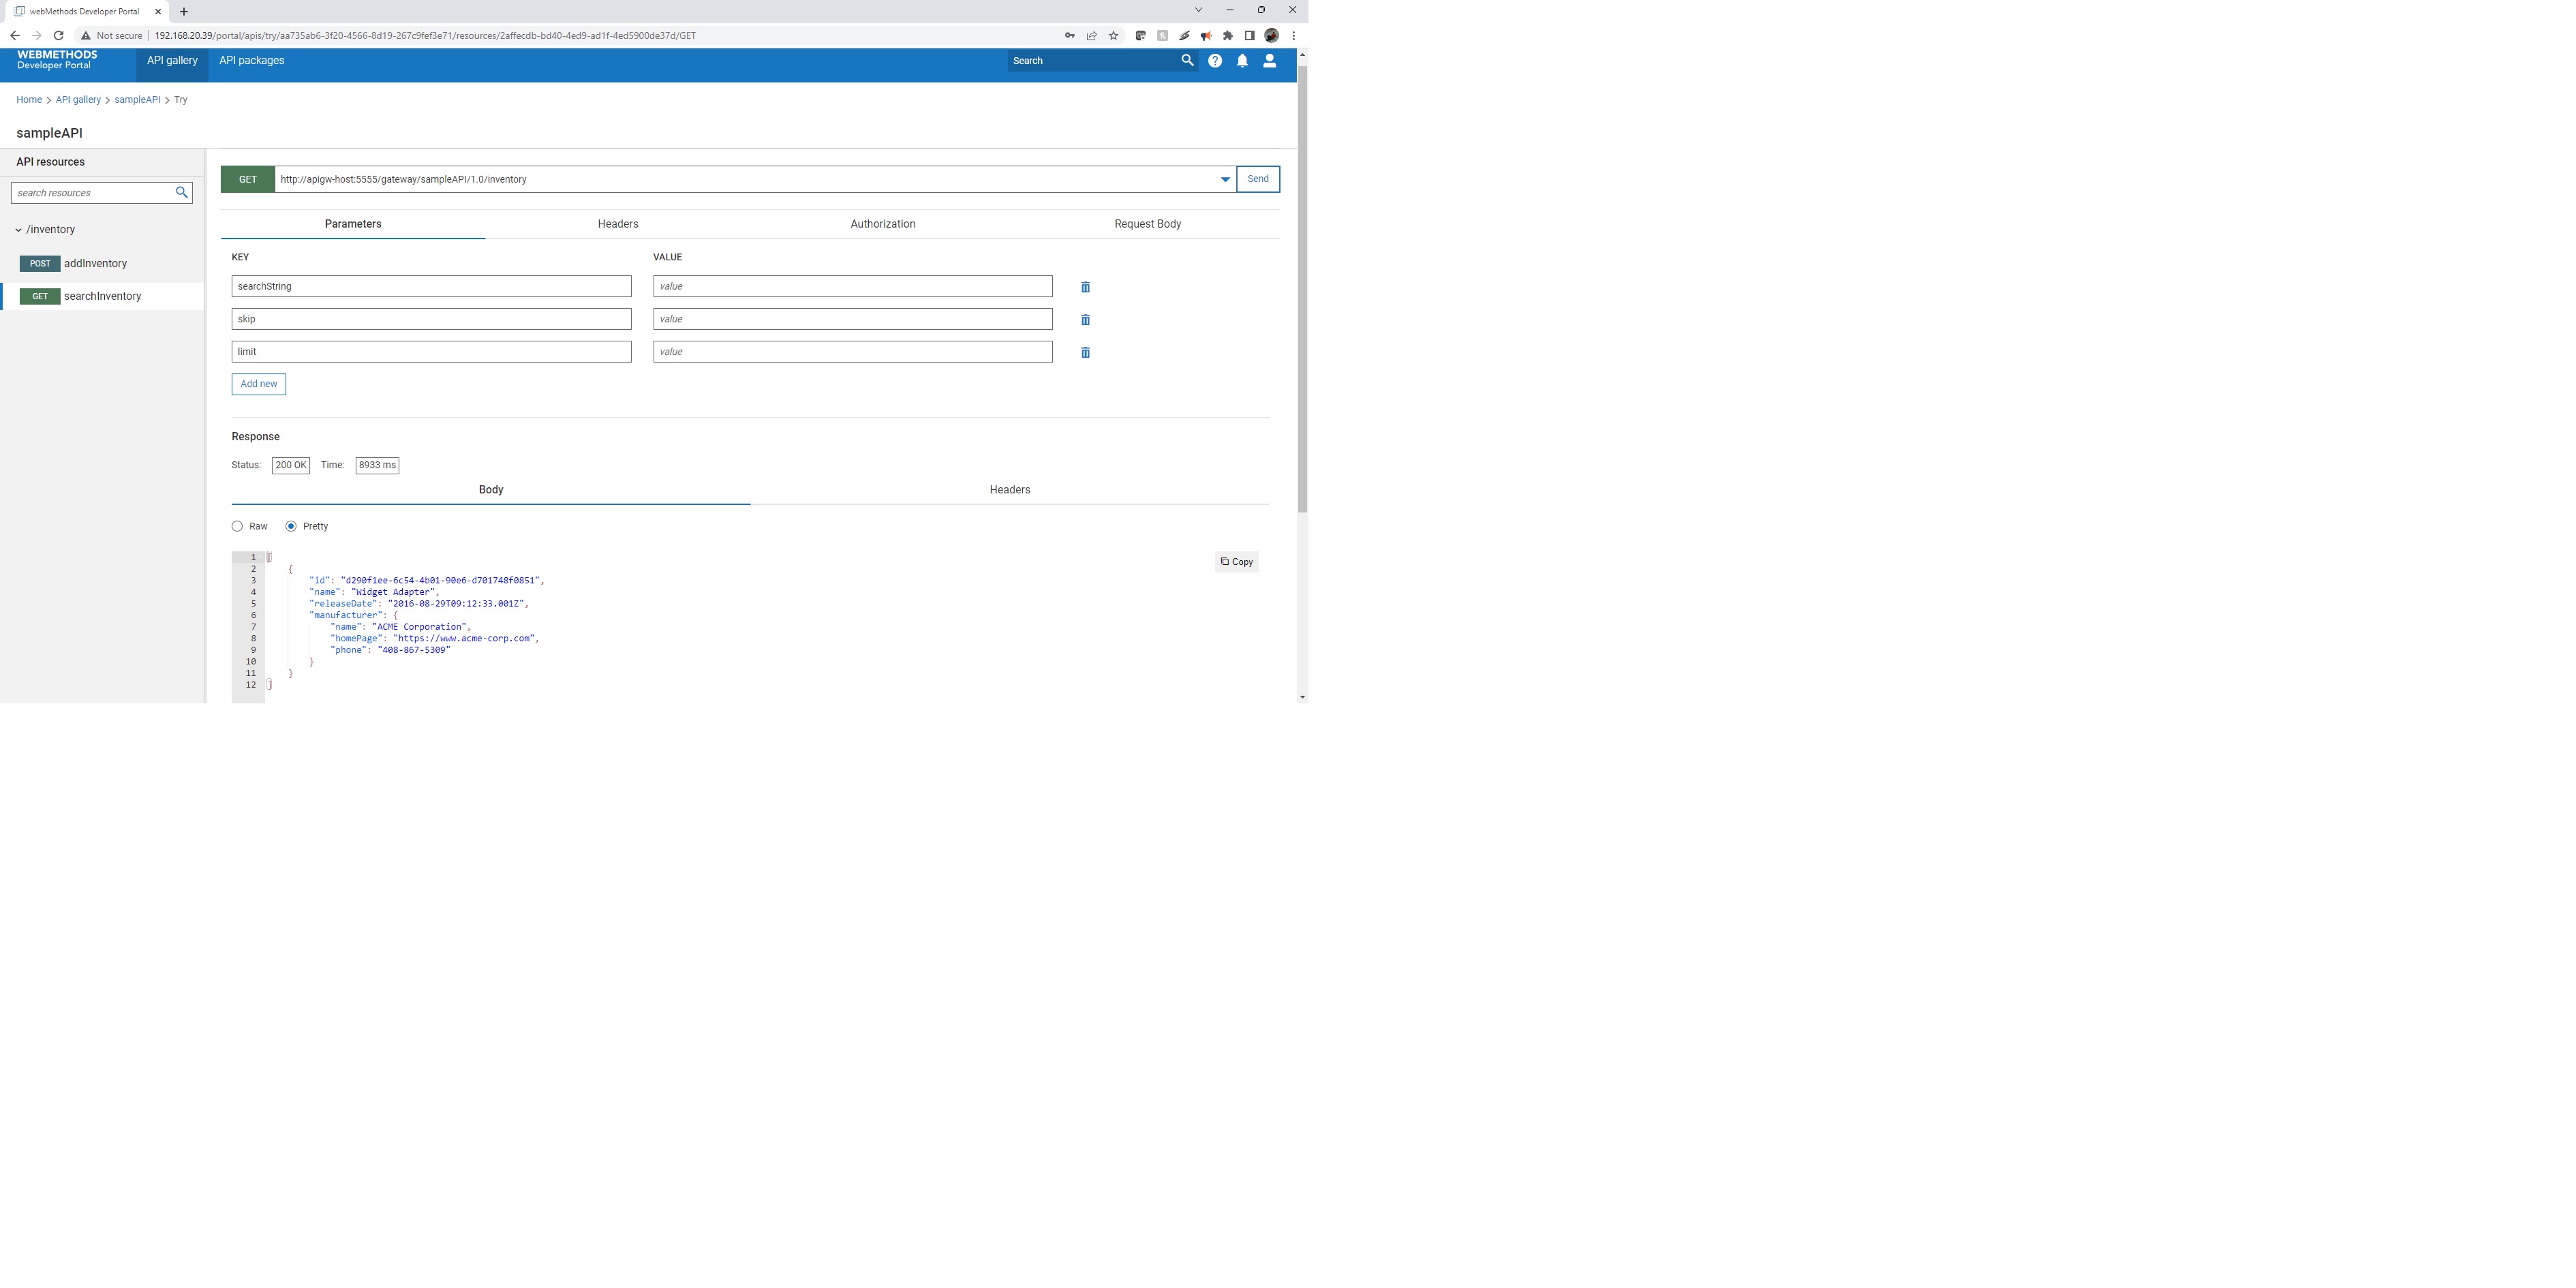 webMethods Developer Portal
Not secure 192.168.20.39/portal/apis/try/aa735ab6-3f20-4566-8d19-267c9fef3e71/resources/2affecdb-bd40-4ed9-ad1f-4ed5900de37d/GET
WEBMETHODS
Developer Portal
API gallery API packages Search
Home > API gallery > sampleAPI > Try
sampleAPI
API resources
search resources
/inventory
POST addInventory
GET searchInventory
GET http://apigw-host:5555/gateway/sampleAPI/1.0/inventory Send
Parameters Headers Authorization Request Body
KEY VALUE
searchString value
skip value
limit value
Add new
Response
Status: 200 OK Time: 8933 ms
Body Headers
Raw Pretty
Copy
1 [
2 {
3 "id": "d290f1ee-6c54-4b01-90e6-d701748f0851",
4 "name": "Widget Adapter",
5 "releaseDate": "2016-08-29T09:12:33.001Z",
6 "manufacturer": {
7 "name": "ACME Corporation",
8 "homePage": "https://www.acme-corp.com",
9 "phone": "408-867-5309"
10 }
11 }
12 ]